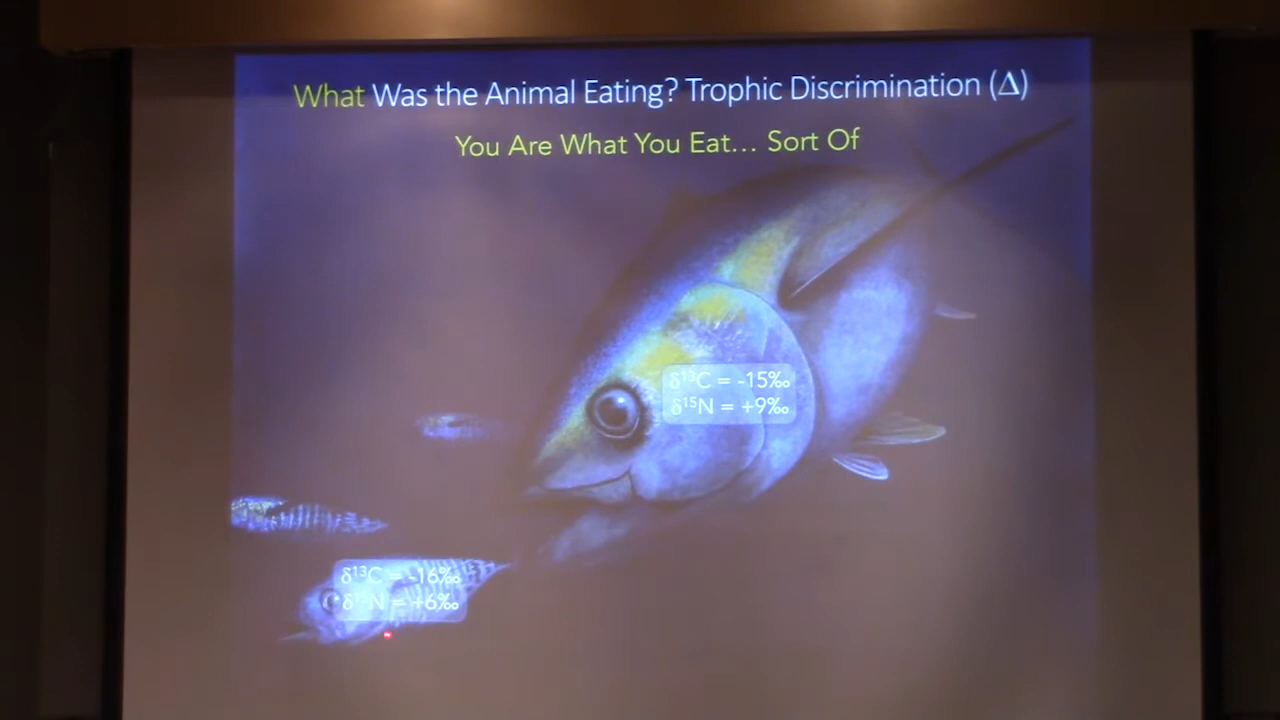 What Was the Animal Eating? Trophic Discrimination (Δ)
You Are What You Eat... Sort Of
δ¹³C = -15‰
δ¹⁵N = +9‰
δ¹³C = -16‰
δ¹⁵N = +6‰